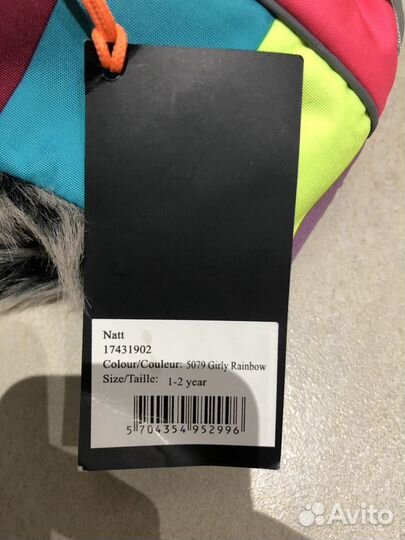 Natt
17431902
Colour/Couleur: 5079 Girly Rainbow
Size/Taille: 1-2 year
5 704354 952996
Avito